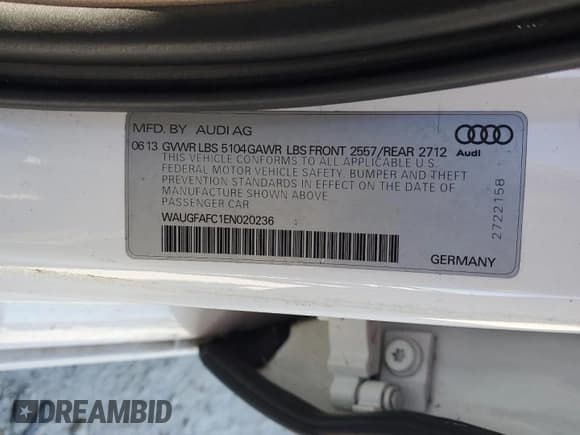 MFD. BY AUDI AG
06 13 GVWR LBS 5104 GAWR LBS FRONT 2557/REAR 2712
Audi
THIS VEHICLE CONFORMS TO ALL APPLICABLE U.S.
FEDERAL MOTOR VEHICLE SAFETY, BUMPER AND THEFT
PREVENTION STANDARDS IN EFFECT ON THE DATE OF
MANUFACTURE SHOWN ABOVE.
PASSENGER CAR
WAUGFAFC1EN020236
2722158
GERMANY
DREAMBID